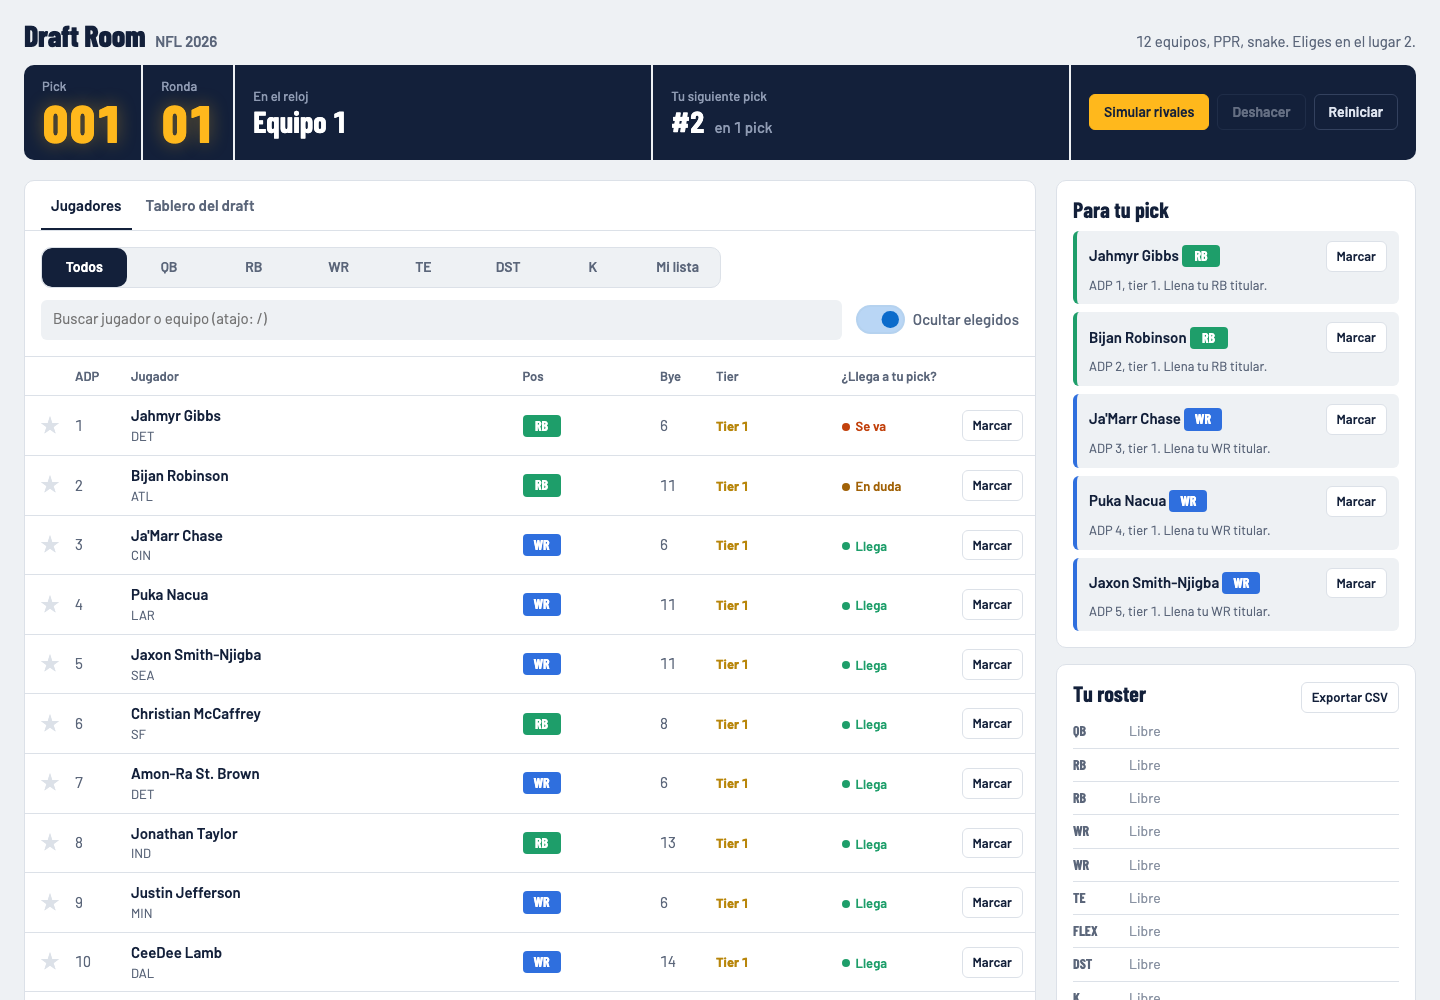 Draft Room NFL 2026
12 equipos, PPR, snake. Eliges en el lugar 2.
Pick
001
Ronda
01
En el reloj
Equipo 1
Tu siguiente pick
#2 en 1 pick
Simular rivales
Deshacer
Reiniciar
Jugadores
Tablero del draft
Todos QB RB WR TE DST K Mi lista
Buscar jugador o equipo (atajo: /)
Ocultar elegidos
ADP Jugador Pos Bye Tier ¿Llega a tu pick?
★ 1 Jahmyr Gibbs RB 6 Tier 1 Se va Marcar
DET
★ 2 Bijan Robinson RB 11 Tier 1 En duda Marcar
ATL
★ 3 Ja'Marr Chase WR 6 Tier 1 Llega Marcar
CIN
★ 4 Puka Nacua WR 11 Tier 1 Llega Marcar
LAR
★ 5 Jaxon Smith-Njigba WR 11 Tier 1 Llega Marcar
SEA
★ 6 Christian McCaffrey RB 8 Tier 1 Llega Marcar
SF
★ 7 Amon-Ra St. Brown WR 6 Tier 1 Llega Marcar
DET
★ 8 Jonathan Taylor RB 13 Tier 1 Llega Marcar
IND
★ 9 Justin Jefferson WR 6 Tier 1 Llega Marcar
MIN
★ 10 CeeDee Lamb WR 14 Tier 1 Llega Marcar
DAL
Para tu pick
Jahmyr Gibbs RB Marcar
ADP 1, tier 1. Llena tu RB titular.
Bijan Robinson RB Marcar
ADP 2, tier 1. Llena tu RB titular.
Ja'Marr Chase WR Marcar
ADP 3, tier 1. Llena tu WR titular.
Puka Nacua WR Marcar
ADP 4, tier 1. Llena tu WR titular.
Jaxon Smith-Njigba WR Marcar
ADP 5, tier 1. Llena tu WR titular.
Tu roster Exportar CSV
QB Libre
RB Libre
RB Libre
WR Libre
WR Libre
TE Libre
FLEX Libre
DST Libre
K Libre